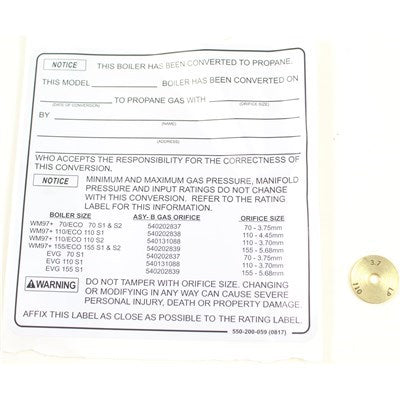 NOTICE THIS BOILER HAS BEEN CONVERTED TO PROPANE.
THIS MODEL BOILER HAS BEEN CONVERTED ON
TO PROPANE GAS WITH
(DATE OF CONVERSION) (ORIFICE SIZE)
BY
(NAME)
(ADDRESS)
WHO ACCEPTS THE RESPONSIBILITY FOR THE CORRECTNESS OF
THIS CONVERSION.
NOTICE MINIMUM AND MAXIMUM GAS PRESSURE, MANIFOLD
PRESSURE AND INPUT RATINGS DO NOT CHANGE
WITH THIS CONVERSION. REFER TO THE RATING
LABEL FOR THIS INFORMATION.
BOILER SIZE ASY- B GAS ORIFICE ORIFICE SIZE
WM97+ 70/ECO 70 S1 & S2 540202837 70 - 3.75mm
WM97+ 110/ECO 110 S1 540202838 110 - 4.45mm
WM97+ 110/ECO 110 S2 540131088 110 - 3.70mm
WM97+ 155/ECO 155 S1 & S2 540202839 155 - 5.68mm
EVG 70 S1 540202837 70 - 3.75mm
EVG 110 S1 540131088 110 - 3.70mm
EVG 155 S1 540202839 155 - 5.68mm
WARNING DO NOT TAMPER WITH ORIFICE SIZE. CHANGING
OR MODIFYING IN ANY WAY CAN CAUSE SEVERE
PERSONAL INJURY, DEATH OR PROPERTY DAMAGE.
AFFIX THIS LABEL AS CLOSE AS POSSIBLE TO THE RATING LABEL.
550-200-059 (0817)
3.7
110
LP